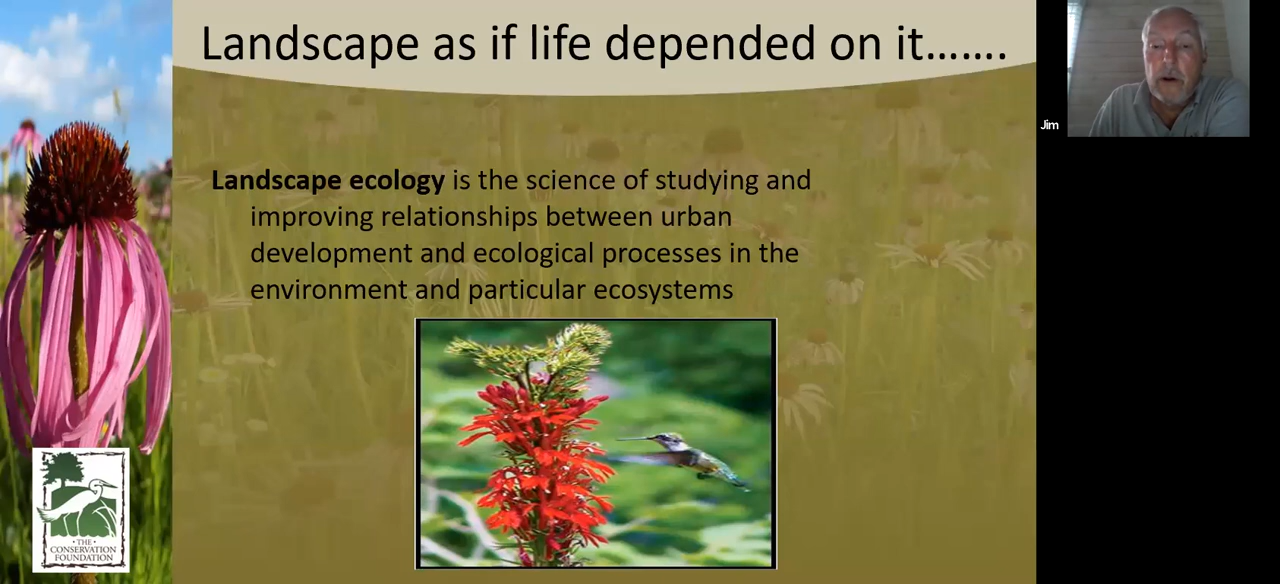 Landscape as if life depended on it.......
Jim
Landscape ecology is the science of studying and
improving relationships between urban
development and ecological processes in the
environment and particular ecosystems
• THE •
CONSERVATION
FOUNDATION